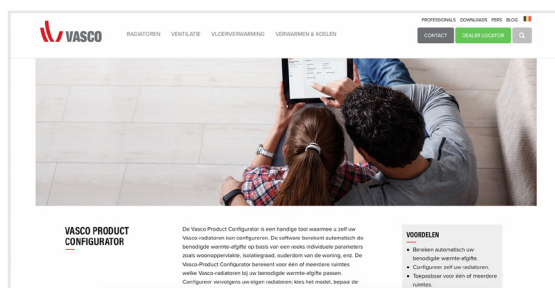 PROFESSIONALS DOWNLOADS PERS BLOG
VASCO
RADIATOREN VENTILATIE VLOERVERWARMING VERWARMEN & KOELEN
CONTACT DEALER LOCATOR
VASCO PRODUCT
CONFIGURATOR
De Vasco Product Configurator is een handige tool waarmee u zelf uw
Vasco radiatoren kan configureren. De software berekent automatisch de
benodigde warmte-afgifte op basis van een reeks individuele parameters
zoals woonoppervlakte, isolatiegraad, ouderdom van de woning, enz. De
Vasco-Product Configurator berekent voor één of meerdere ruimtes
welke Vasco-radiatoren bij uw benodigde warmte-afgifte passen.
Configureer vervolgens uw eigen radiatoren: kies het model, bepaal de
VOORDELEN
Bereken automatisch uw
benodigde warmte-afgifte.
Configureer zelf uw radiatoren.
Toepasbaar voor één of meerdere
ruimtes.